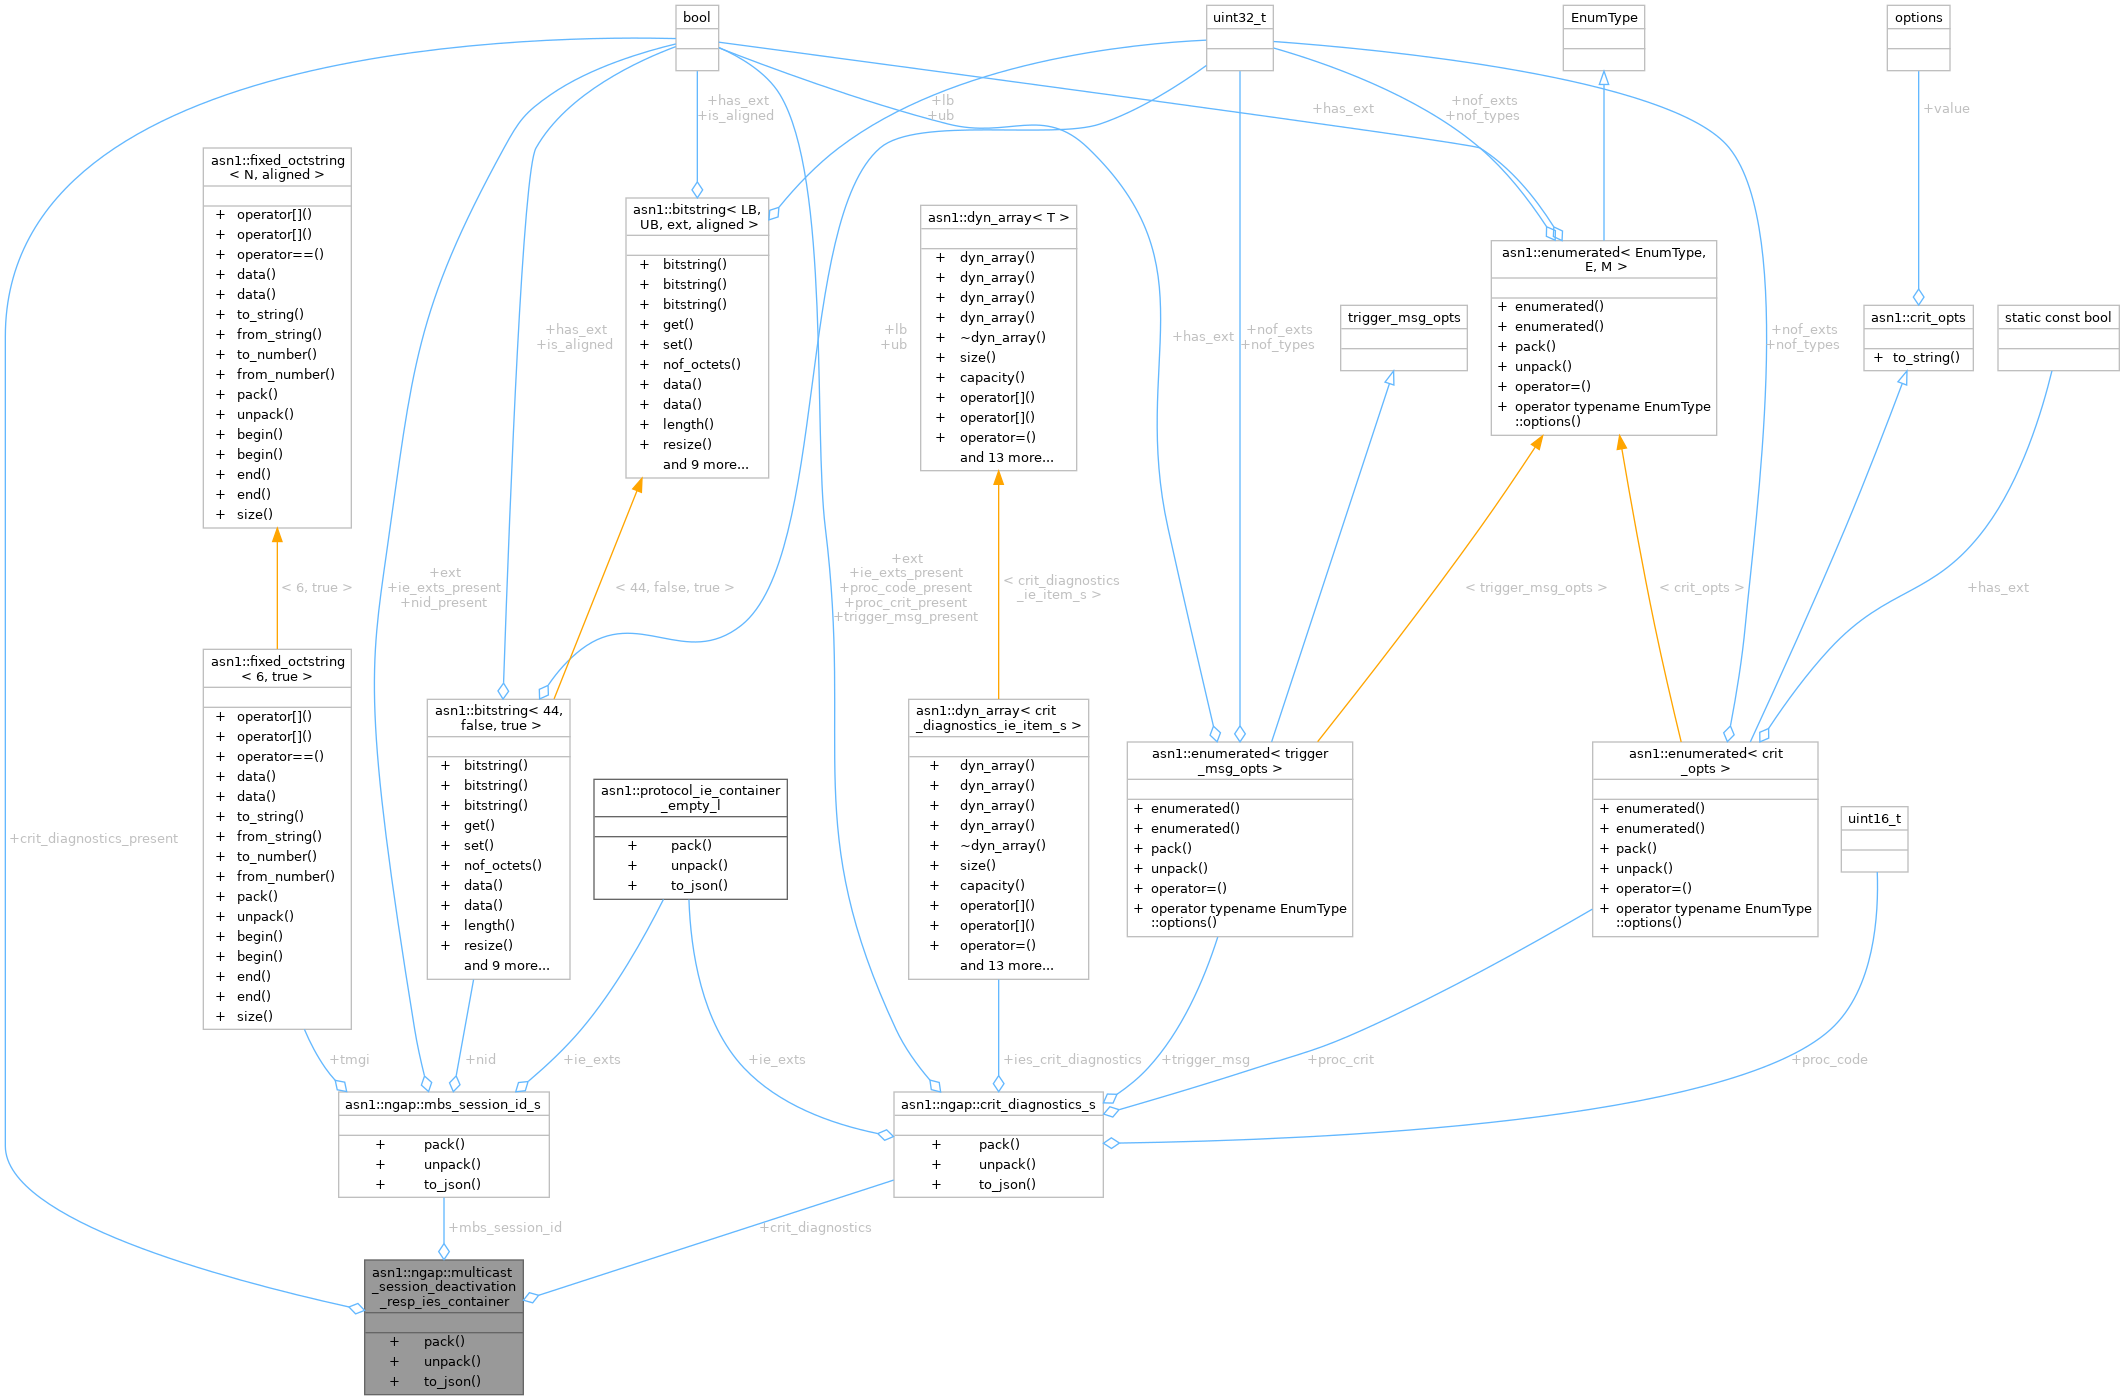 bool
uint32_t
EnumType
options
+has_ext
+is_aligned
+lb
+ub
+has_ext
+nof_exts
+nof_types
+value
asn1::fixed_octstring
< N, aligned >
+ operator[]()
+ operator[]()
+ operator==()
+ data()
+ data()
+ to_string()
+ from_string()
+ to_number()
+ from_number()
+ pack()
+ unpack()
+ begin()
+ begin()
+ end()
+ end()
+ size()
asn1::bitstring< LB,
UB, ext, aligned >
+ bitstring()
+ bitstring()
+ bitstring()
+ get()
+ set()
+ nof_octets()
+ data()
+ data()
+ length()
+ resize()
and 9 more...
asn1::dyn_array< T >
+ dyn_array()
+ dyn_array()
+ dyn_array()
+ dyn_array()
+ ~dyn_array()
+ size()
+ capacity()
+ operator[]()
+ operator[]()
+ operator=()
and 13 more...
asn1::enumerated< EnumType,
E, M >
+ enumerated()
+ enumerated()
+ pack()
+ unpack()
+ operator=()
+ operator typename EnumType
::options()
trigger_msg_opts
asn1::crit_opts
+ to_string()
static const bool
+has_ext
+is_aligned
+lb
+ub
+has_ext
+nof_exts
+nof_types
+nof_exts
+nof_types
< 6, true >
+ext
+ie_exts_present
+nid_present
< 44, false, true >
+ext
+ie_exts_present
+proc_code_present
+proc_crit_present
+trigger_msg_present
< crit_diagnostics
_ie_item_s >
< trigger_msg_opts >
< crit_opts >
+has_ext
asn1::fixed_octstring
< 6, true >
+ operator[]()
+ operator[]()
+ operator==()
+ data()
+ data()
+ to_string()
+ from_string()
+ to_number()
+ from_number()
+ pack()
+ unpack()
+ begin()
+ begin()
+ end()
+ end()
+ size()
asn1::bitstring< 44,
false, true >
+ bitstring()
+ bitstring()
+ bitstring()
+ get()
+ set()
+ nof_octets()
+ data()
+ data()
+ length()
+ resize()
and 9 more...
asn1::protocol_ie_container
_empty_l
+ pack()
+ unpack()
+ to_json()
asn1::dyn_array< crit
_diagnostics_ie_item_s >
+ dyn_array()
+ dyn_array()
+ dyn_array()
+ dyn_array()
+ ~dyn_array()
+ size()
+ capacity()
+ operator[]()
+ operator[]()
+ operator=()
and 13 more...
asn1::enumerated< trigger
_msg_opts >
+ enumerated()
+ enumerated()
+ pack()
+ unpack()
+ operator=()
+ operator typename EnumType
::options()
asn1::enumerated< crit
_opts >
+ enumerated()
+ enumerated()
+ pack()
+ unpack()
+ operator=()
+ operator typename EnumType
::options()
uint16_t
+crit_diagnostics_present
+tmgi
+nid
+ie_exts
+ie_exts
+ies_crit_diagnostics
+trigger_msg
+proc_crit
+proc_code
asn1::ngap::mbs_session_id_s
+ pack()
+ unpack()
+ to_json()
asn1::ngap::crit_diagnostics_s
+ pack()
+ unpack()
+ to_json()
+mbs_session_id
+crit_diagnostics
asn1::ngap::multicast
_session_deactivation
_resp_ies_container
+ pack()
+ unpack()
+ to_json()